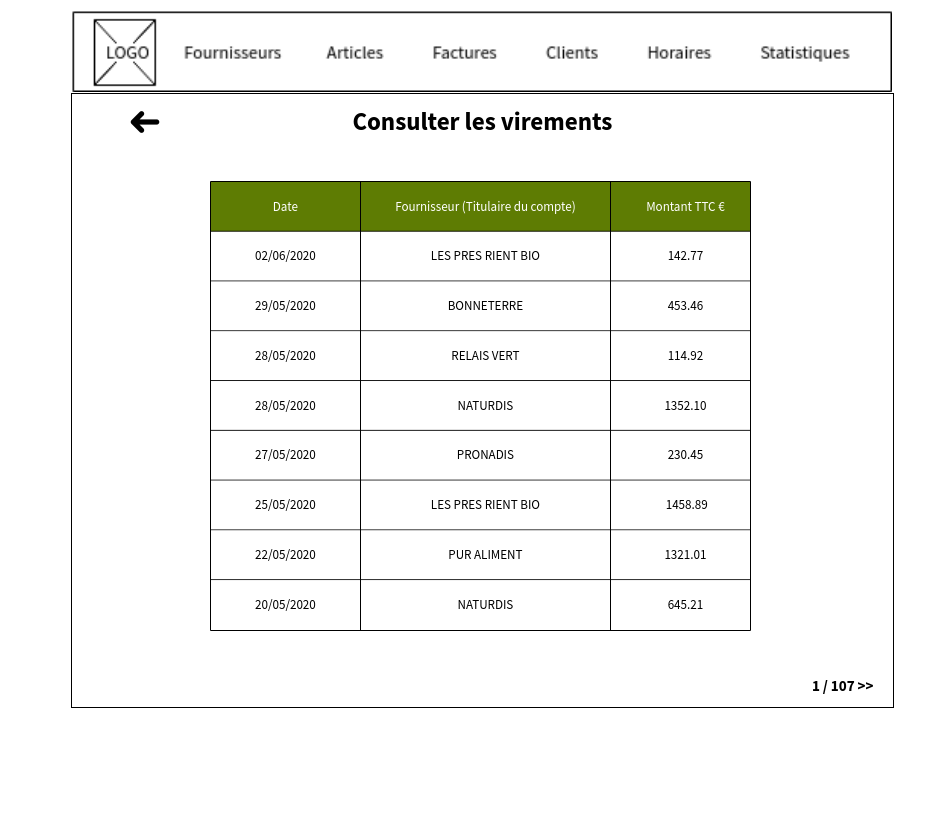 LOGO Fournisseurs Articles Factures Clients Horaires Statistiques
Consulter les virements
Date Fournisseur (Titulaire du compte) Montant TTC €
02/06/2020 LES PRES RIENT BIO 142.77
29/05/2020 BONNETERRE 453.46
28/05/2020 RELAIS VERT 114.92
28/05/2020 NATURDIS 1352.10
27/05/2020 PRONADIS 230.45
25/05/2020 LES PRES RIENT BIO 1458.89
22/05/2020 PUR ALIMENT 1321.01
20/05/2020 NATURDIS 645.21
1 / 107 >>